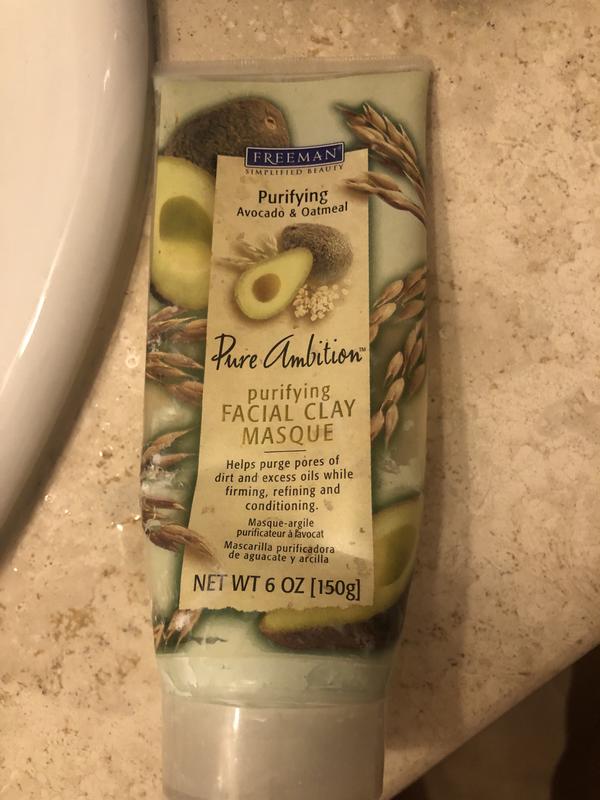 FREEMAN®
SIMPLIFIED BEAUTY
Purifying
Avocado & Oatmeal
Pure Ambition™
purifying
FACIAL CLAY
MASQUE
Helps purge pores of
dirt and excess oils while
firming, refining and
conditioning.
Masque-argile
purificateur à lavocat
Mascarilla purificadora
de aguacate y arcilla
NET WT 6 OZ [150g]